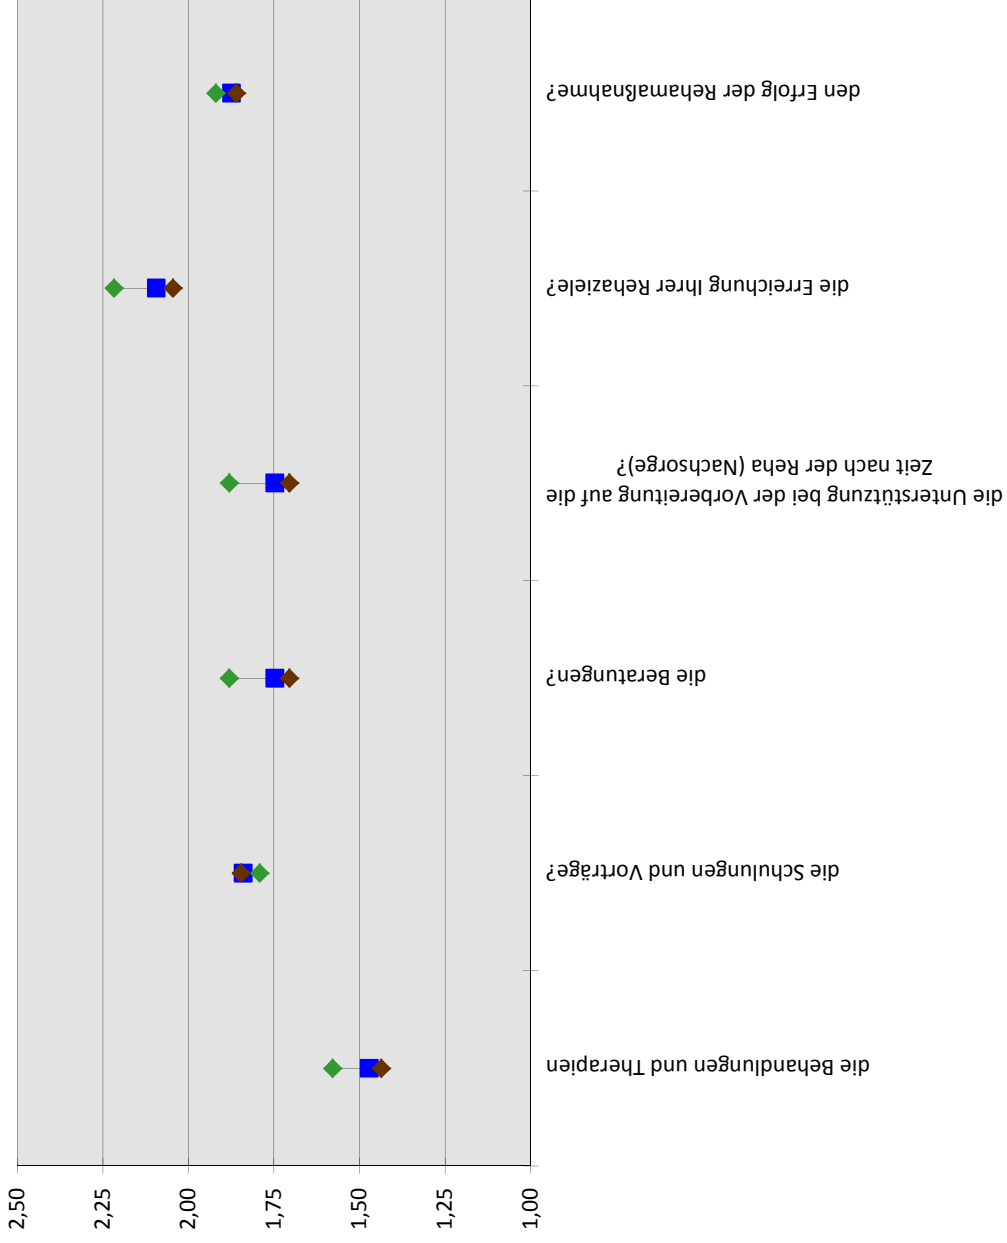 den Erfolg der Rehamaßnahme?
die Erreichung Ihrer Rehaziele?
die Unterstützung bei der Vorbereitung auf die
Zeit nach der Reha (Nachsorge)?
die Beratungen?
die Schulungen und Vorträge?
die Behandlungen und Therapien
2,50
2,25
2,00
1,75
1,50
1,25
1,00